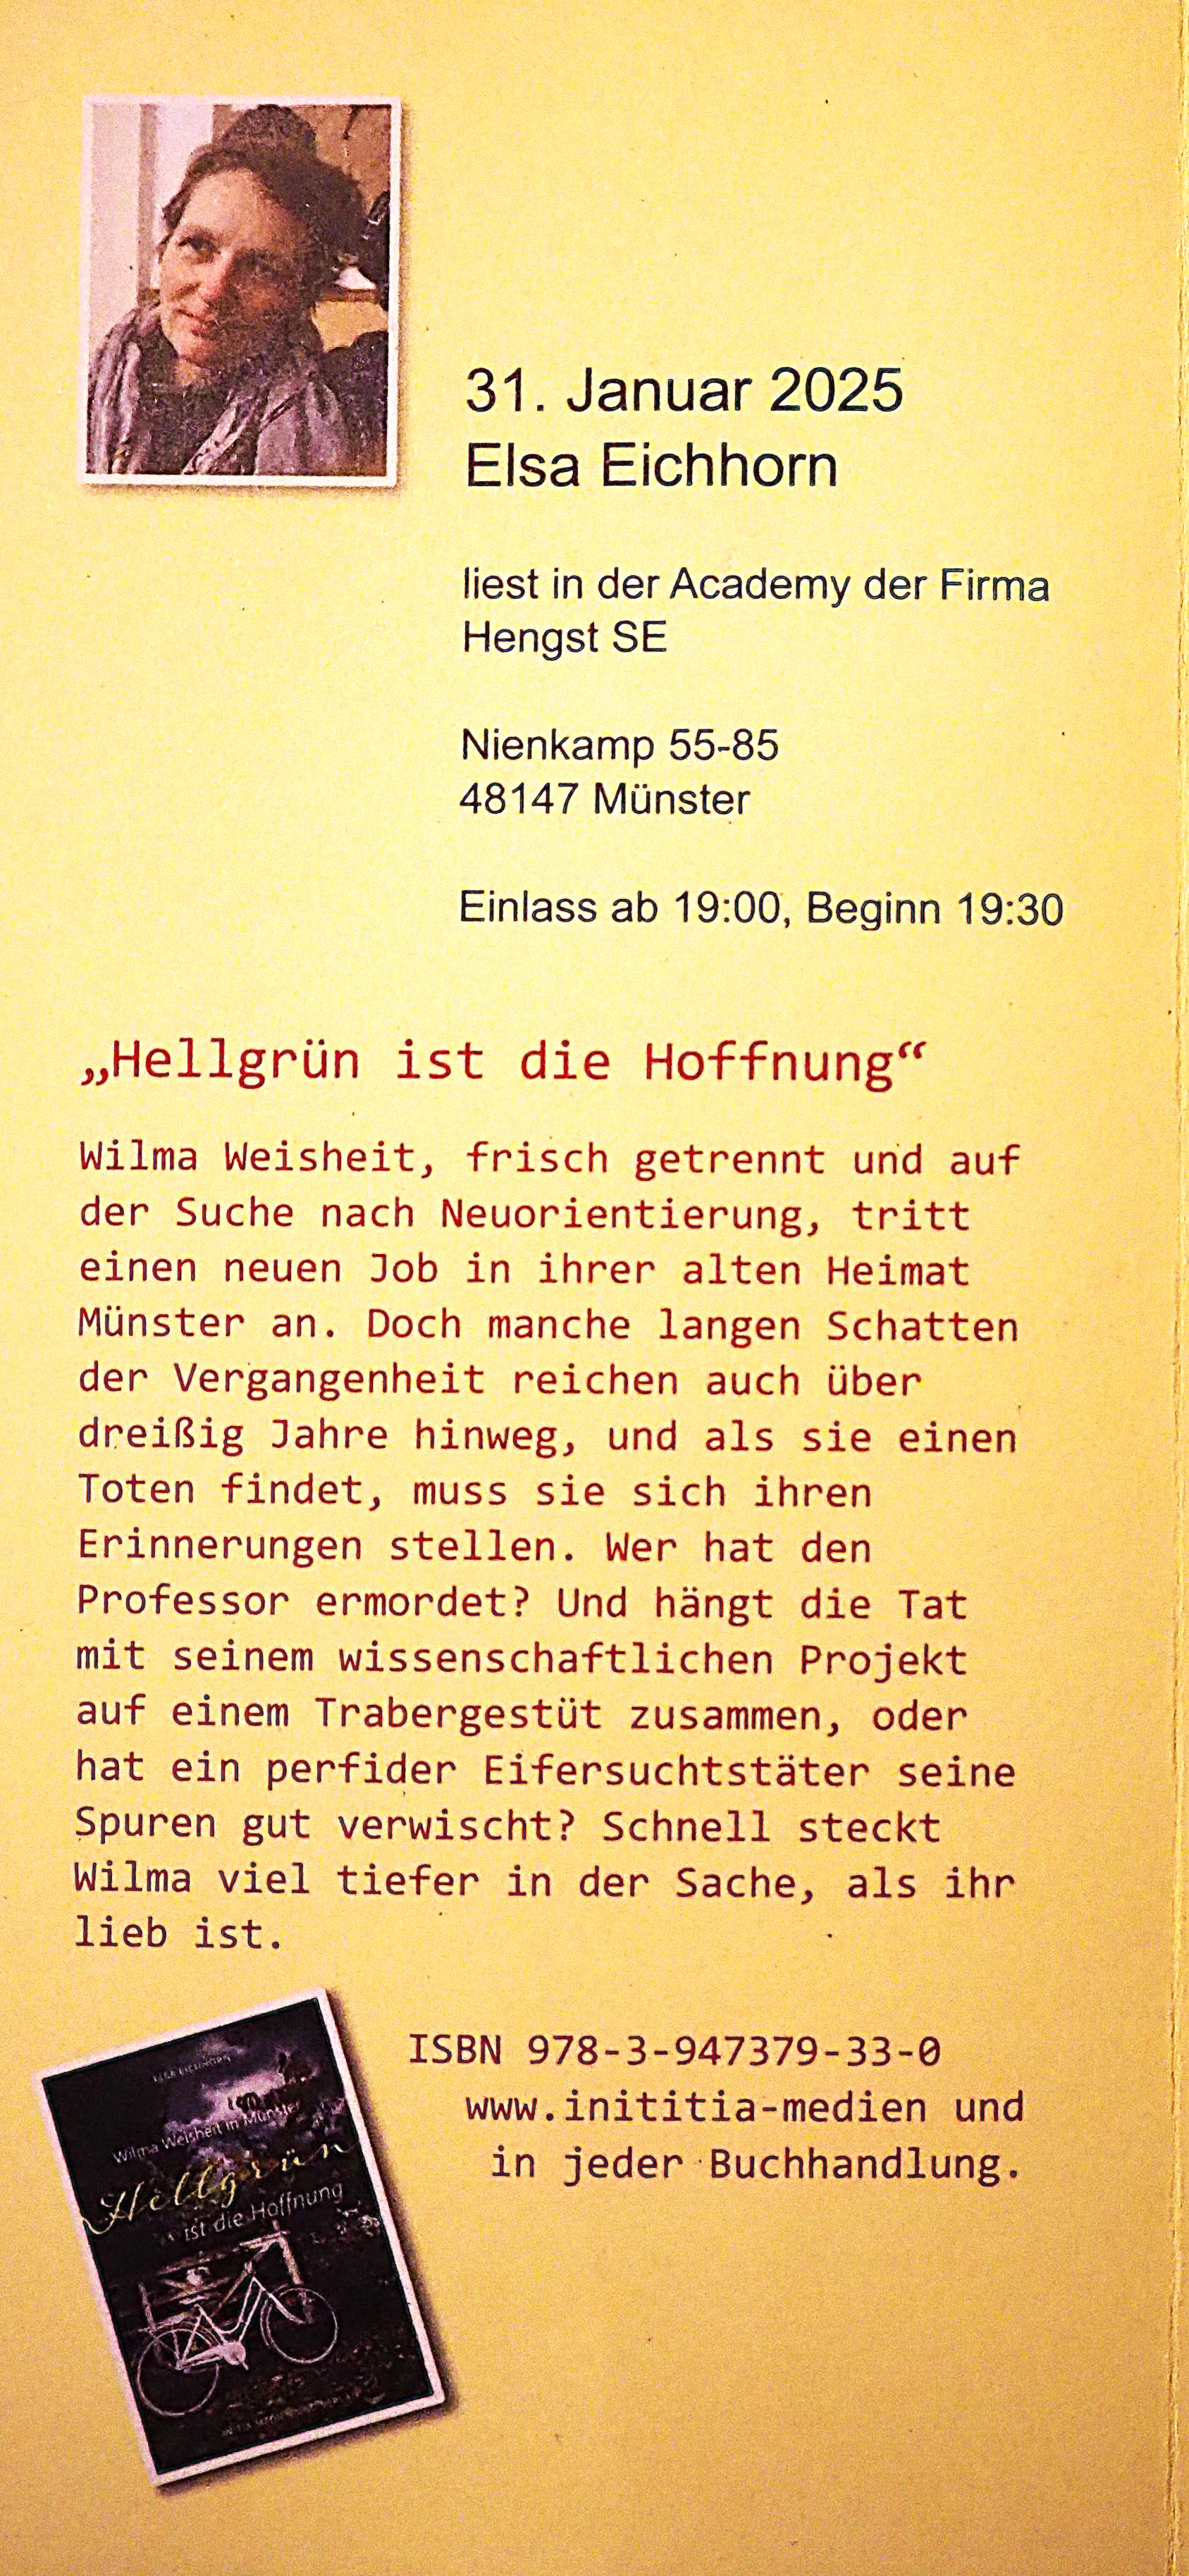 31. Januar 2025
Elsa Eichhorn
liest in der Academy der Firma
Hengst SE
Nienkamp 55-85
48147 Münster
Einlass ab 19:00, Beginn 19:30
„Hellgrün ist die Hoffnung“
Wilma Weisheit, frisch getrennt und auf
der Suche nach Neuorientierung, tritt
einen neuen Job in ihrer alten Heimat
Münster an. Doch manche langen Schatten
der Vergangenheit reichen auch über
dreißig Jahre hinweg, und als sie einen
Toten findet, muss sie sich ihren
Erinnerungen stellen. Wer hat den
Professor ermordet? Und hängt die Tat
mit seinem wissenschaftlichen Projekt
auf einem Trabergestüt zusammen, oder
hat ein perfider Eifersuchtstäter seine
Spuren gut verwischt? Schnell steckt
Wilma viel tiefer in der Sache, als ihr
lieb ist.
ISBN 978-3-947379-33-0
www.inititia-medien und
in jeder Buchhandlung.
Wilma Weisheit in Münster
Hellgrün
ist die Hoffnung